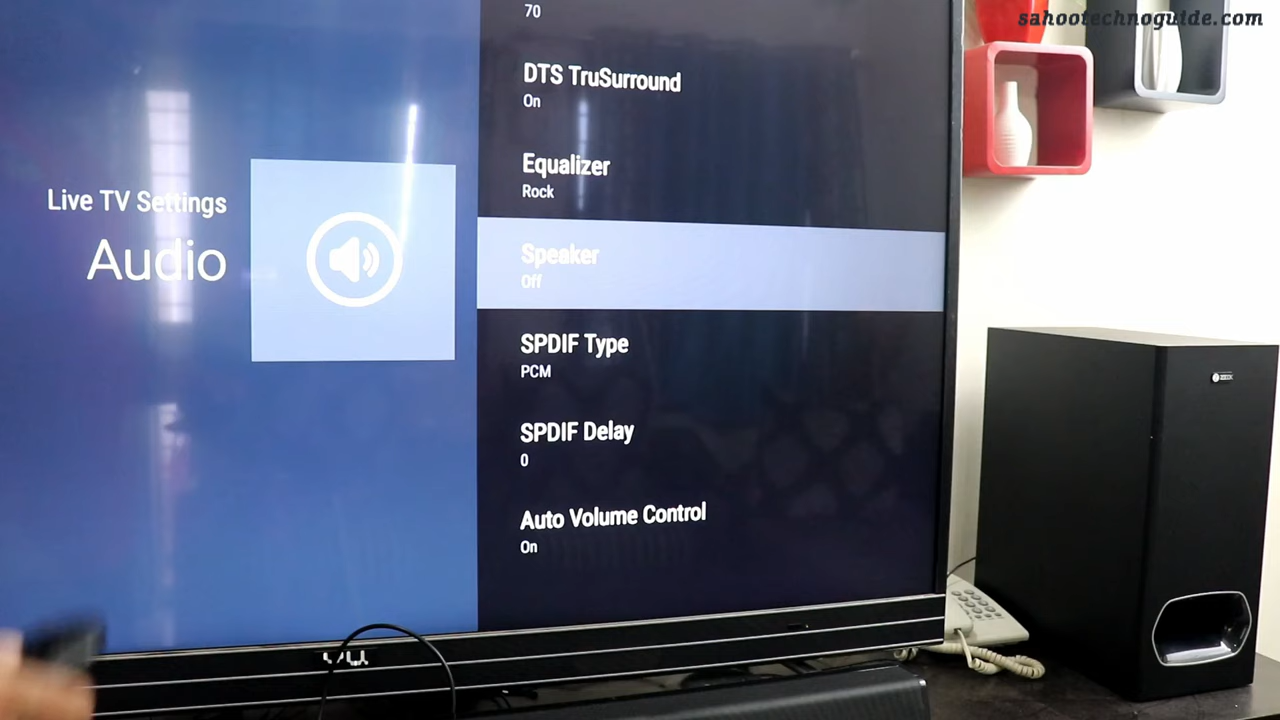 sahootechnoguide.com
70
DTS TruSurround
On
Equalizer
Rock
Live TV Settings
Audio
Speaker
Off
SPDIF Type
PCM
SPDIF Delay
0
Auto Volume Control
On
VU